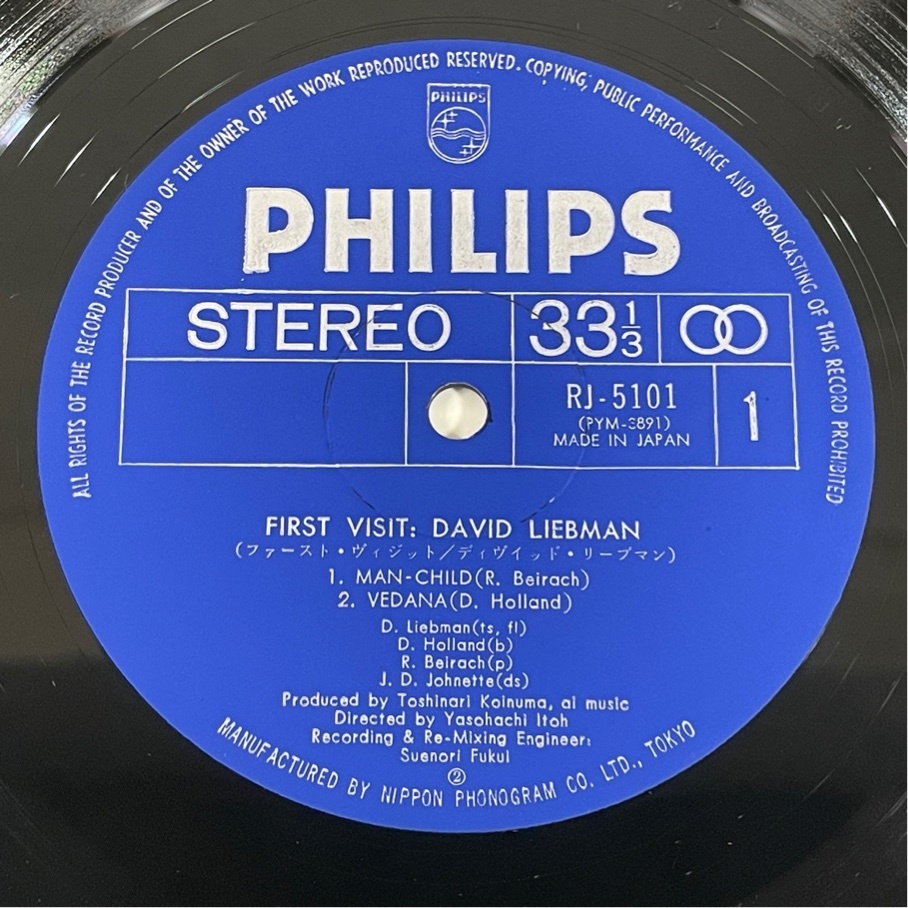 ALL RIGHTS OF THE RECORD PRODUCER AND OF THE OWNER OF THE WORK REPRODUCED RESERVED. COPYING, PUBLIC PERFORMANCE AND BROADCASTING OF THIS RECORD PROHIBITED
PHILIPS
PHILIPS
STEREO 33 1/3
RJ-5101
(PYM-3891)
MADE IN JAPAN
1
FIRST VISIT: DAVID LIEBMAN
(ファースト・ヴィジット/ディヴィッド・リーブマン)
1. MAN-CHILD(R. Beirach)
2. VEDANA(D. Holland)
D. Liebman(ts, fl)
D. Holland(b)
R. Beirach(p)
J. D. Johnette(ds)
Produced by Toshinari Koinuma, ai music
Directed by Yasohachi Itoh
Recording & Re-Mixing Engineer:
Suenori Fukui
②
MANUFACTURED BY NIPPON PHONOGRAM CO. LTD., TOKYO